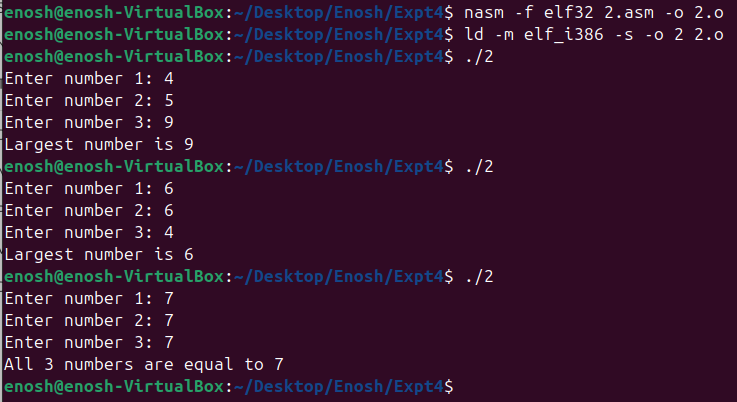 enosh@enosh-VirtualBox:~/Desktop/Enosh/Expt4$ nasm -f elf32 2.asm -o 2.o
enosh@enosh-VirtualBox:~/Desktop/Enosh/Expt4$ ld -m elf_i386 -s -o 2 2.o
enosh@enosh-VirtualBox:~/Desktop/Enosh/Expt4$ ./2
Enter number 1: 4
Enter number 2: 5
Enter number 3: 9
Largest number is 9
enosh@enosh-VirtualBox:~/Desktop/Enosh/Expt4$ ./2
Enter number 1: 6
Enter number 2: 6
Enter number 3: 4
Largest number is 6
enosh@enosh-VirtualBox:~/Desktop/Enosh/Expt4$ ./2
Enter number 1: 7
Enter number 2: 7
Enter number 3: 7
All 3 numbers are equal to 7
enosh@enosh-VirtualBox:~/Desktop/Enosh/Expt4$